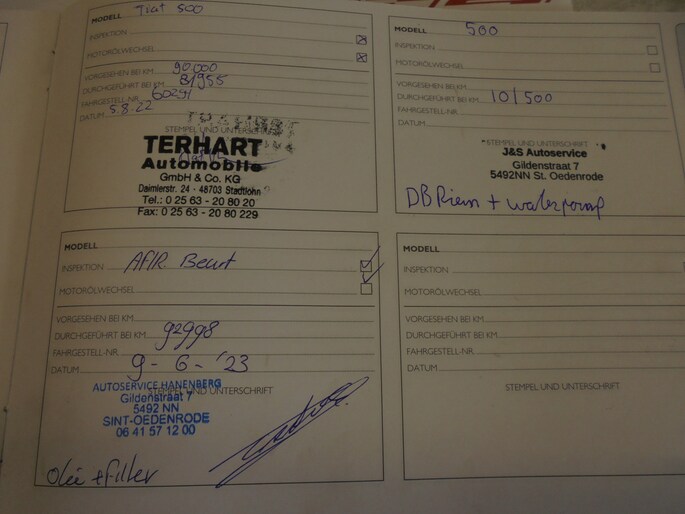 MODELL Fiat 500
INSPEKTION
MOTORÖLWECHSEL
VORGESEHEN BEI KM 90.000
DURCHGEFÜHRT BEI KM 81955
FAHRGESTELL-NR. 60291
DATUM 5.8.22
STEMPEL UND UNTERSCHRIFT
TERHART
Automobile
GmbH & Co. KG
Daimlerstr. 24 - 48703 Stadtlohn
Tel.: 0 25 63 - 20 80 20
Fax: 0 25 63 - 20 80 229
MODELL 500
INSPEKTION
MOTORÖLWECHSEL
VORGESEHEN BEI KM
DURCHGEFÜHRT BEI KM 101500
FAHRGESTELL-NR.
DATUM
STEMPEL UND UNTERSCHRIFT
J&S Autoservice
Gildenstraat 7
5492NN St. Oedenrode
DB Riem + waterpomp
MODELL
INSPEKTION Afl R Beurt
MOTORÖLWECHSEL
VORGESEHEN BEI KM
DURCHGEFÜHRT BEI KM 92998
FAHRGESTELL-NR.
DATUM 9-6-'23
STEMPEL UND UNTERSCHRIFT
AUTOSERVICE HANENBERG
Gildenstraat 7
5492 NN
SINT-OEDENRODE
06 41 57 12 00
Olie + filter
MODELL
INSPEKTION
MOTORÖLWECHSEL
VORGESEHEN BEI KM
DURCHGEFÜHRT BEI KM
FAHRGESTELL-NR.
DATUM
STEMPEL UND UNTERSCHRIFT